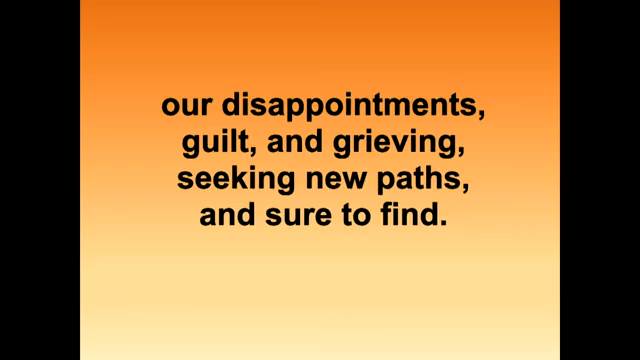 our disappointments,
guilt, and grieving,
seeking new paths,
and sure to find.